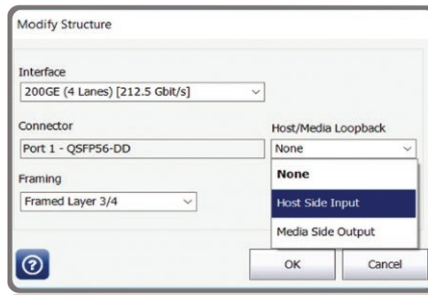 Modify Structure
Interface
200GE (4 Lanes) [212.5 Gbit/s]
Connector
Host/Media Loopback
Port 1 - QSFP56-DD
None
Framing
None
Framed Layer 3/4
Host Side Input
Media Side Output
?
OK
Cancel